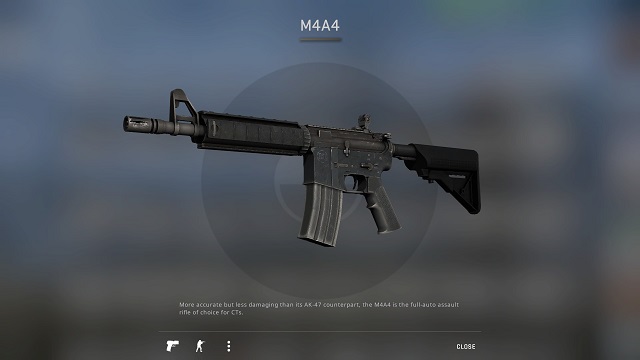 M4A4
More accurate but less damaging than its AK-47 counterpart, the M4A4 is the full-auto assault
rifle of choice for CTs.
CLOSE